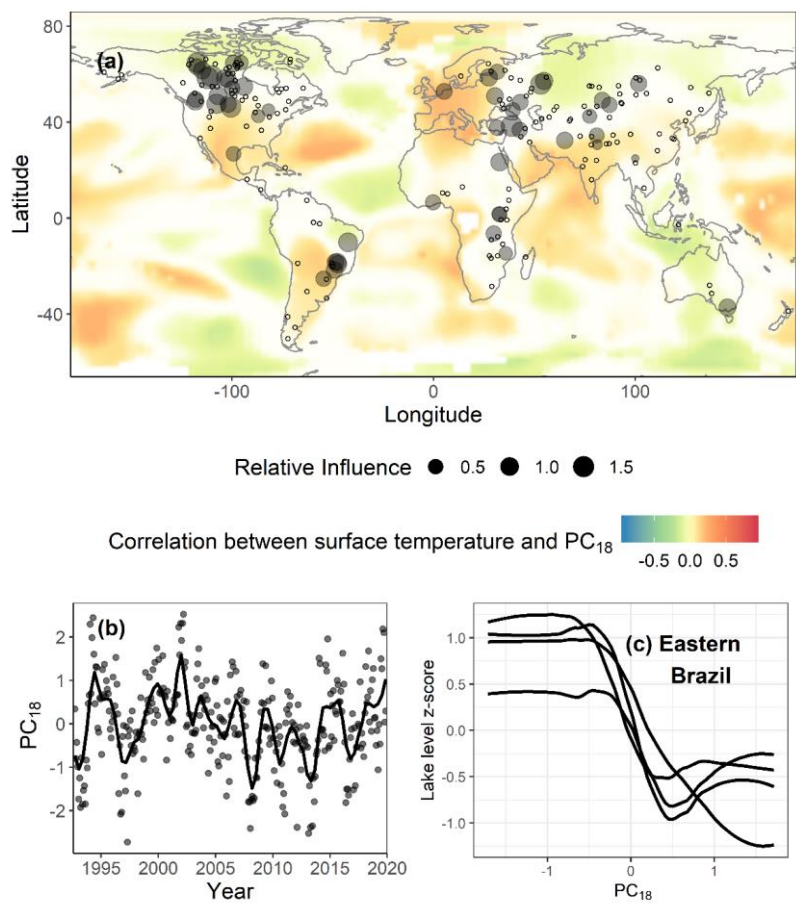 80
(a)
40
0
-40
Latitude
-100
0
100
Longitude
Relative Influence 0.5 1.0 1.5
Correlation between surface temperature and PC18
-0.5 0.0 0.5
(b)
2
1
0
-1
-2
PC18
1995 2000 2005 2010 2015 2020
Year
(c) Eastern
Brazil
1.0
0.5
0.0
-0.5
-1.0
Lake level z-score
-1 0 1
PC18